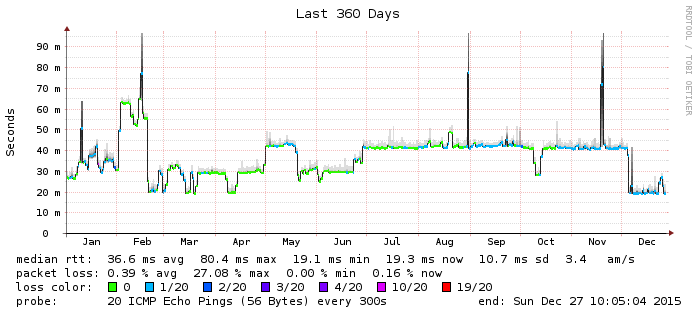 Last 360 Days
RRDTOOL / TOBI OETIKER
Seconds
90 m
80 m
70 m
60 m
50 m
40 m
30 m
20 m
10 m
0
Jan Feb Mar Apr May Jun Jul Aug Sep Oct Nov Dec
median rtt: 36.6 ms avg 80.4 ms max 19.1 ms min 19.3 ms now 10.7 ms sd 3.4 am/s
packet loss: 0.39 % avg 27.08 % max 0.00 % min 0.16 % now
loss color: 0 1/20 2/20 3/20 4/20 10/20 19/20
probe: 20 ICMP Echo Pings (56 Bytes) every 300s end: Sun Dec 27 10:05:04 2015